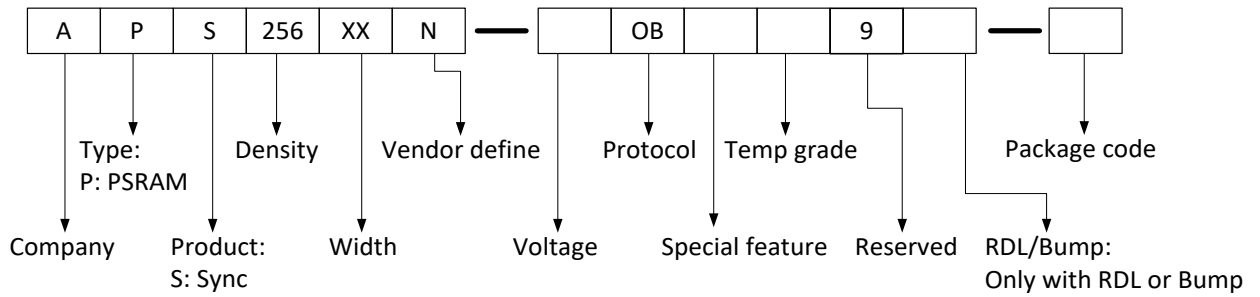 A P S 256 XX N — OB 9 —
Type: Density Vendor define Protocol Temp grade Package code
P: PSRAM
Company Product: Width Voltage Special feature Reserved RDL/Bump:
S: Sync Only with RDL or Bump